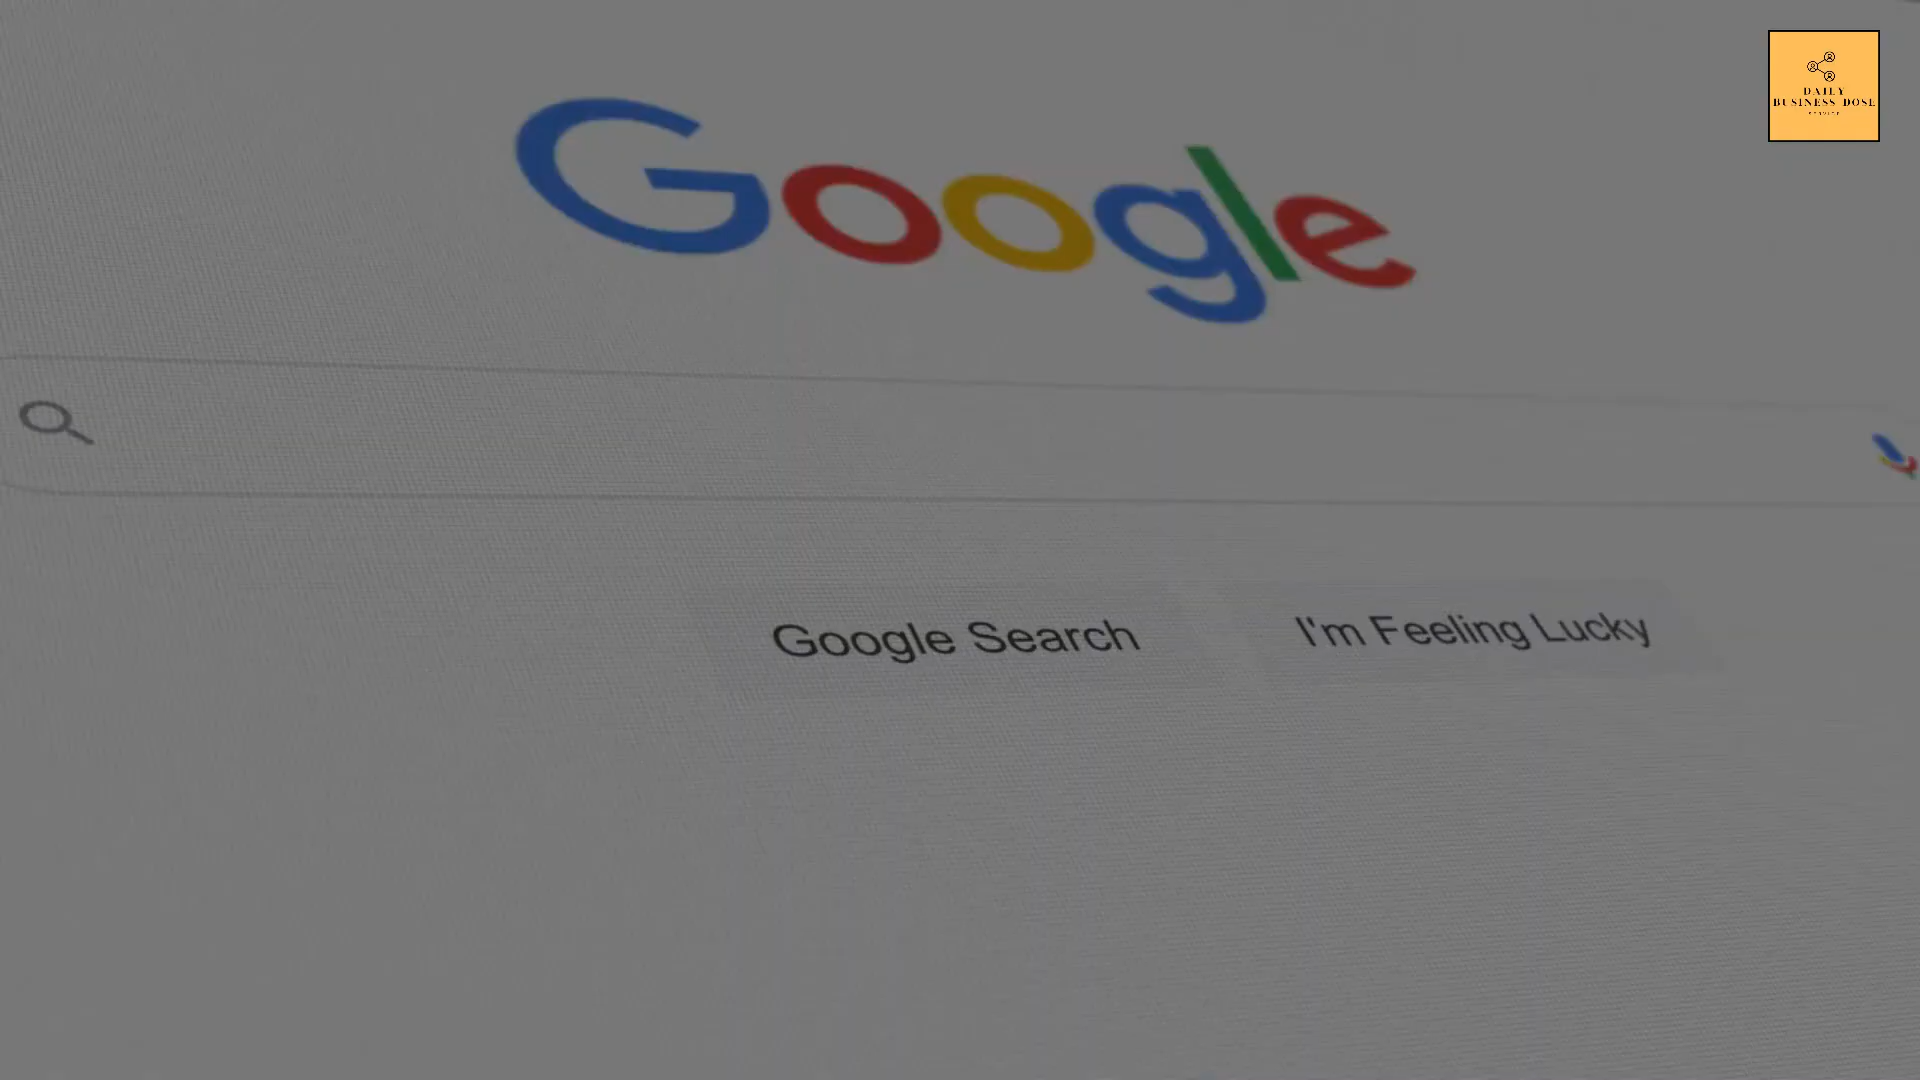 Google
Google Search
I'm Feeling Lucky
DAILY
BUSINESS DOSE